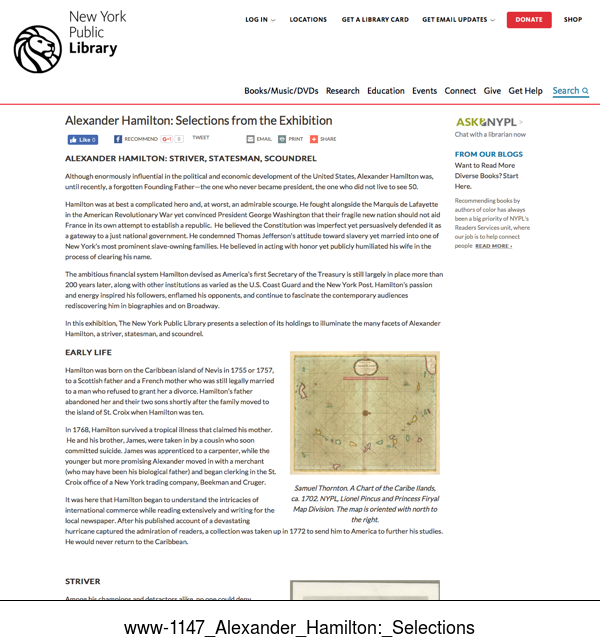 New York
Public
Library
LOG IN
LOCATIONS
GET A LIBRARY CARD
GET EMAIL UPDATES
DONATE
SHOP
Books/Music/DVDs
Research
Education
Events
Connect
Give
Get Help
Search
Alexander Hamilton: Selections from the Exhibition
Like 0
RECOMMEND
G+1 0
TWEET
EMAIL
PRINT
SHARE
ALEXANDER HAMILTON: STRIVER, STATESMAN, SCOUNDREL
Although enormously influential in the political and economic development of the United States, Alexander Hamilton was,
until recently, a forgotten Founding Father—the one who never became president, the one who did not live to see 50.
Hamilton was at best a complicated hero and, at worst, an admirable scourge. He fought alongside the Marquis de Lafayette
in the American Revolutionary War yet convinced President George Washington that their fragile new nation should not aid
France in its own attempt to establish a republic. He believed the Constitution was imperfect yet persuasively defended it as
a gateway to a just national government. He condemned Thomas Jefferson's attitude toward slavery yet married into one of
New York's most prominent slave-owning families. He believed in acting with honor yet publicly humiliated his wife in the
process of clearing his name.
The ambitious financial system Hamilton devised as America's first Secretary of the Treasury is still largely in place more than
200 years later, along with other institutions as varied as the U.S. Coast Guard and the New York Post. Hamilton's passion
and energy inspired his followers, enflamed his opponents, and continue to fascinate the contemporary audiences
rediscovering him in biographies and on Broadway.
In this exhibition, The New York Public Library presents a selection of its holdings to illuminate the many facets of Alexander
Hamilton, a striver, statesman, and scoundrel.
EARLY LIFE
Hamilton was born on the Caribbean island of Nevis in 1755 or 1757,
to a Scottish father and a French mother who was still legally married
to a man who refused to grant her a divorce. Hamilton's father
abandoned her and their two sons shortly after the family moved to
the island of St. Croix when Hamilton was ten.
In 1768, Hamilton survived a tropical illness that claimed his mother.
He and his brother, James, were taken in by a cousin who soon
committed suicide. James was apprenticed to a carpenter, while the
younger but more promising Alexander moved in with a merchant
(who may have been his biological father) and began clerking in the St.
Croix office of a New York trading company, Beekman and Cruger.
It was here that Hamilton began to understand the intricacies of
international commerce while reading extensively and writing for the
local newspaper. After his published account of a devastating
hurricane captured the admiration of readers, a collection was taken up in 1772 to send him to America to further his studies.
He would never return to the Caribbean.
Samuel Thornton. A Chart of the Caribe Ilands,
ca. 1702. NYPL, Lionel Pincus and Princess Firyal
Map Division. The map is oriented with north to
the right.
STRIVER
Among his champions and detractors alike, no one could deny
ASK NYPL >
Chat with a librarian now
FROM OUR BLOGS
Want to Read More
Diverse Books? Start
Here.
Recommending books by
authors of color has always
been a big priority of NYPL's
Readers Services unit, where
our job is to help connect
people READ MORE ›
www-1147_Alexander_Hamilton:_Selections